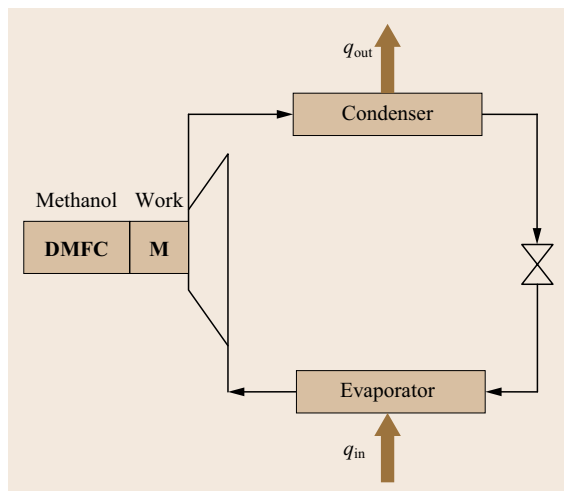 q_out
Condenser
Methanol Work
DMFC M
Evaporator
q_in